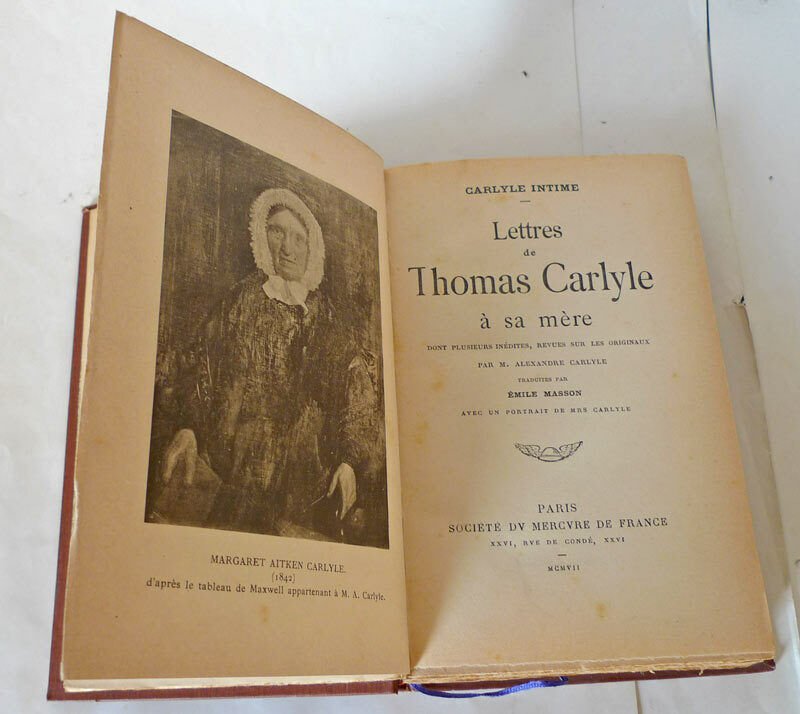 MARGARET AITKEN CARLYLE.
(1842)
d'après le tableau de Maxwell appartenant à M. A. Carlyle.
CARLYLE INTIME
Lettres
de
Thomas Carlyle
à sa mère
DONT PLUSIEURS INÉDITES, REVUES SUR LES ORIGINAUX
PAR M. ALEXANDRE CARLYLE
TRADUITES PAR
ÉMILE MASSON
AVEC UN PORTRAIT DE MRS CARLYLE
PARIS
SOCIÉTÉ DV MERCVRE DE FRANCE
XXVI, RVE DE CONDÉ, XXVI
MCMVII